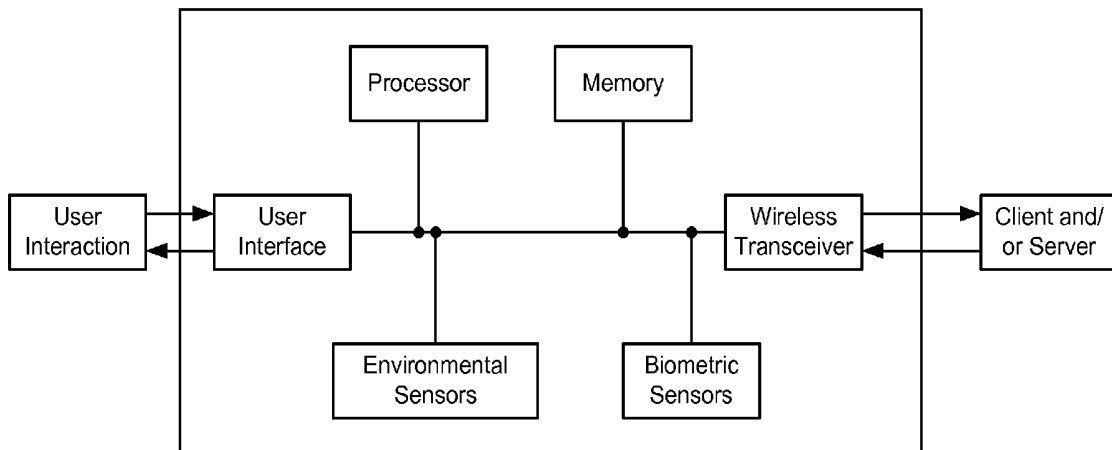 Processor
Memory
User
Interaction
User
Interface
Wireless
Transceiver
Client and/
or Server
Environmental
Sensors
Biometric
Sensors